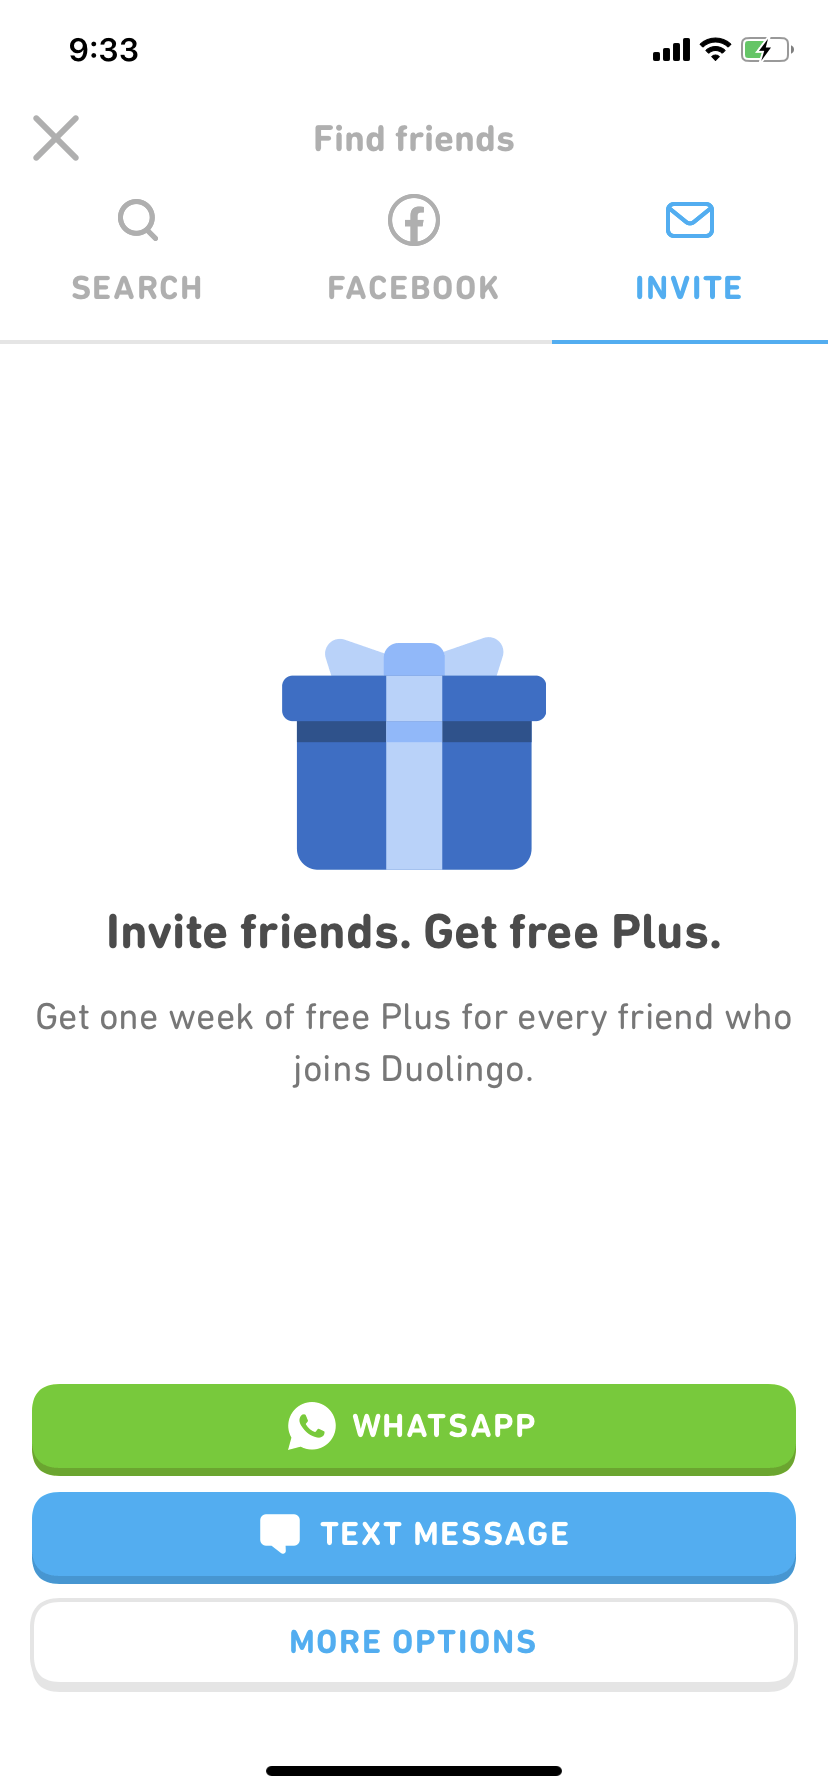 9:33
Find friends
SEARCH
FACEBOOK
INVITE
Invite friends. Get free Plus.
Get one week of free Plus for every friend who
joins Duolingo.
WHATSAPP
TEXT MESSAGE
MORE OPTIONS